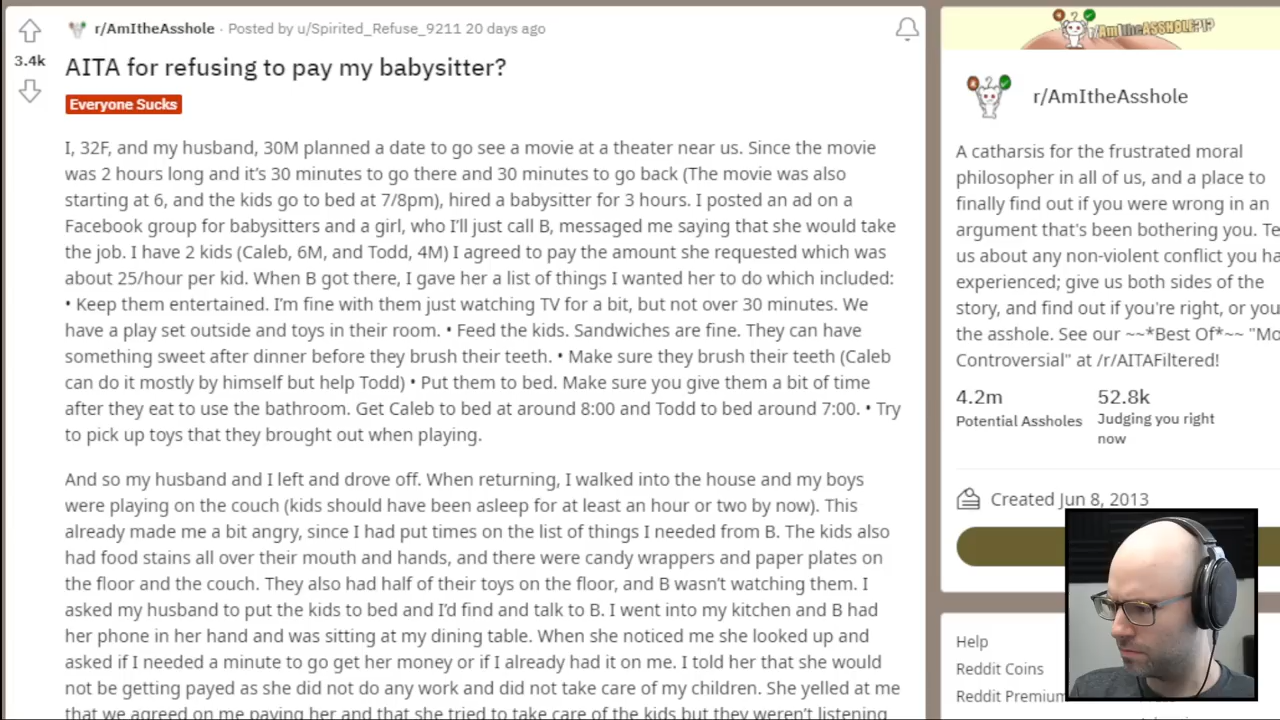 r/AmItheAsshole · Posted by u/Spirited_Refuse_9211 20 days ago
3.4k
AITA for refusing to pay my babysitter?
Everyone Sucks
I, 32F, and my husband, 30M planned a date to go see a movie at a theater near us. Since the movie
was 2 hours long and it's 30 minutes to go there and 30 minutes to go back (The movie was also
starting at 6, and the kids go to bed at 7/8pm), hired a babysitter for 3 hours. I posted an ad on a
Facebook group for babysitters and a girl, who I'll just call B, messaged me saying that she would take
the job. I have 2 kids (Caleb, 6M, and Todd, 4M) I agreed to pay the amount she requested which was
about 25/hour per kid. When B got there, I gave her a list of things I wanted her to do which included:
• Keep them entertained. I'm fine with them just watching TV for a bit, but not over 30 minutes. We
have a play set outside and toys in their room. • Feed the kids. Sandwiches are fine. They can have
something sweet after dinner before they brush their teeth. • Make sure they brush their teeth (Caleb
can do it mostly by himself but help Todd) • Put them to bed. Make sure you give them a bit of time
after they eat to use the bathroom. Get Caleb to bed at around 8:00 and Todd to bed around 7:00. • Try
to pick up toys that they brought out when playing.
And so my husband and I left and drove off. When returning, I walked into the house and my boys
were playing on the couch (kids should have been asleep for at least an hour or two by now). This
already made me a bit angry, since I had put times on the list of things I needed from B. The kids also
had food stains all over their mouth and hands, and there were candy wrappers and paper plates on
the floor and the couch. They also had half of their toys on the floor, and B wasn't watching them. I
asked my husband to put the kids to bed and I'd find and talk to B. I went into my kitchen and B had
her phone in her hand and was sitting at my dining table. When she noticed me she looked up and
asked if I needed a minute to go get her money or if I already had it on me. I told her that she would
not be getting payed as she did not do any work and did not take care of my children. She yelled at me
that we agreed on me paying her and that she tried to take care of the kids but they weren't listening
r/AmItheASSHOLE?!?
r/AmItheAsshole
A catharsis for the frustrated moral
philosopher in all of us, and a place to
finally find out if you were wrong in an
argument that's been bothering you. Te
us about any non-violent conflict you ha
experienced; give us both sides of the
story, and find out if you're right, or you
the asshole. See our ~~*Best Of*~~ "Mo
Controversial" at /r/AITAFiltered!
4.2m
Potential Assholes
52.8k
Judging you right
now
Created Jun 8, 2013
Help
Reddit Coins
Reddit Premium